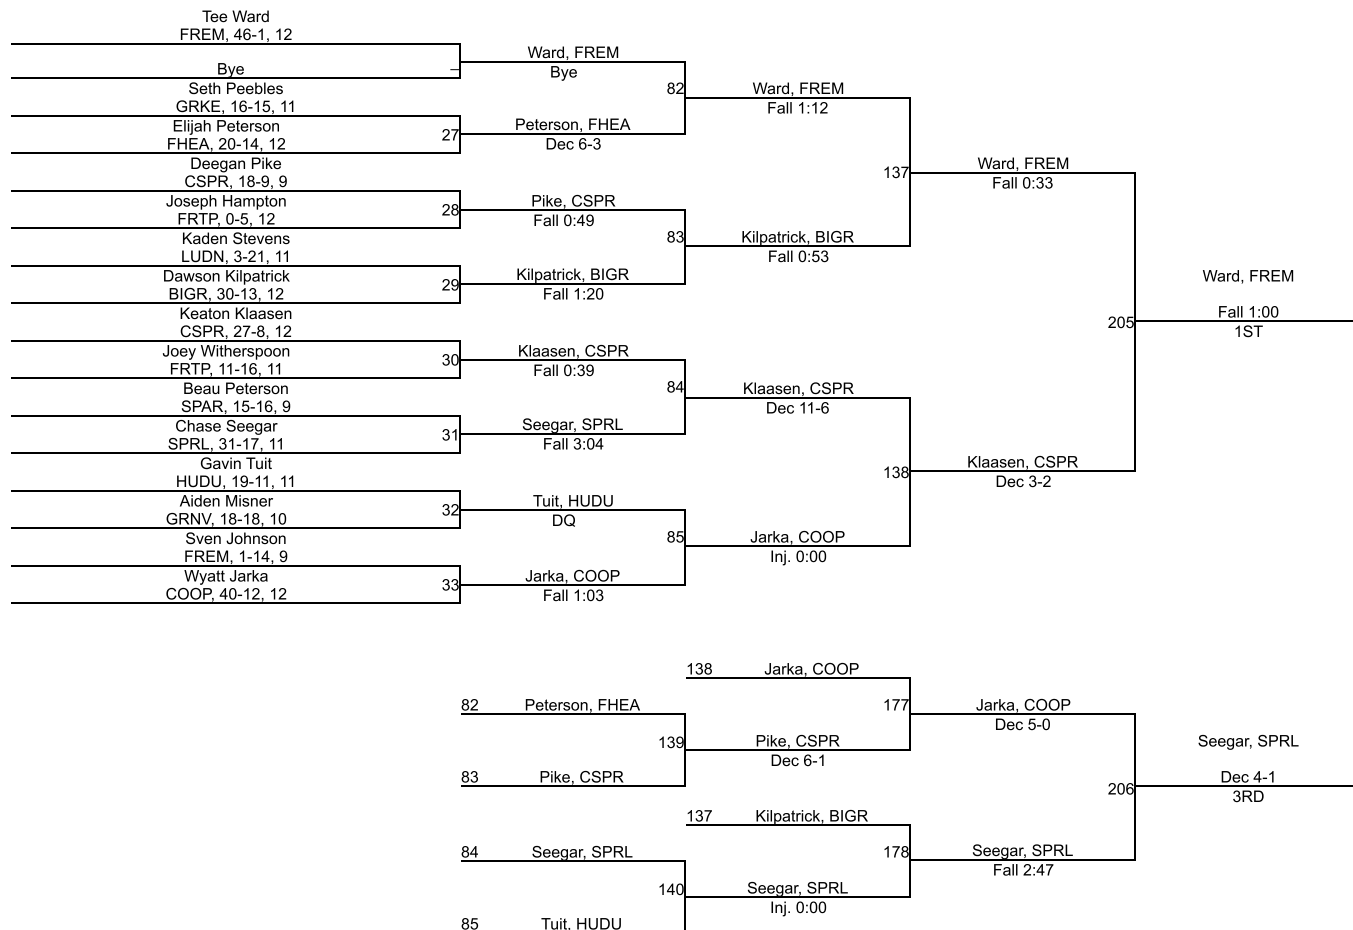 Tee Ward
FREM, 46-1, 12
Bye
Seth Peebles
GRKE, 16-15, 11
Elijah Peterson
FHEA, 20-14, 12
Deegan Pike
CSPR, 18-9, 9
Joseph Hampton
FRTP, 0-5, 12
Kaden Stevens
LUDN, 3-21, 11
Dawson Kilpatrick
BIGR, 30-13, 12
Keaton Klaasen
CSPR, 27-8, 12
Joey Witherspoon
FRTP, 11-16, 11
Beau Peterson
SPAR, 15-16, 9
Chase Seegar
SPRL, 31-17, 11
Gavin Tuit
HUDU, 19-11, 11
Aiden Misner
GRNV, 18-18, 10
Sven Johnson
FREM, 1-14, 9
Wyatt Jarka
COOP, 40-12, 12
–
27
28
29
30
31
32
33
Ward, FREM
Bye
Peterson, FHEA
Dec 6-3
Pike, CSPR
Fall 0:49
Kilpatrick, BIGR
Fall 1:20
Klaasen, CSPR
Fall 0:39
Seegar, SPRL
Fall 3:04
Tuit, HUDU
DQ
Jarka, COOP
Fall 1:03
82
83
84
85
Ward, FREM
Fall 1:12
Kilpatrick, BIGR
Fall 0:53
Klaasen, CSPR
Dec 11-6
Jarka, COOP
Inj. 0:00
137
138
Ward, FREM
Fall 0:33
Klaasen, CSPR
Dec 3-2
205
Ward, FREM
Fall 1:00
1ST
82 Peterson, FHEA
83 Pike, CSPR
84 Seegar, SPRL
85 Tuit, HUDU
139
140
138 Jarka, COOP
Pike, CSPR
Dec 6-1
137 Kilpatrick, BIGR
Seegar, SPRL
Inj. 0:00
177
178
Jarka, COOP
Dec 5-0
Seegar, SPRL
Fall 2:47
206
Seegar, SPRL
Dec 4-1
3RD